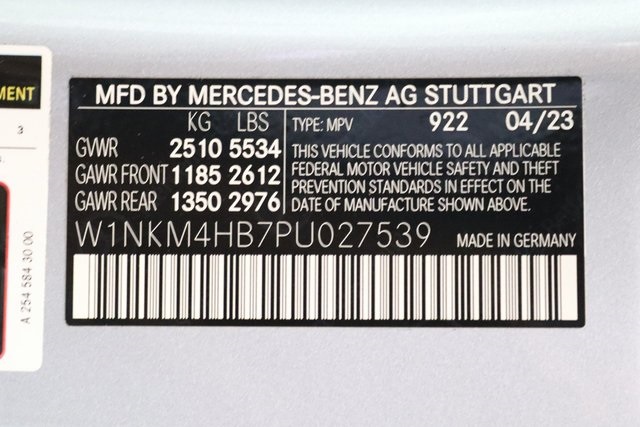 MENT
3
A 254 584 30 00
MFD BY MERCEDES-BENZ AG STUTTGART
KG LBS
GVWR 2510 5534
GAWR FRONT 1185 2612
GAWR REAR 1350 2976
TYPE: MPV 922 04/23
THIS VEHICLE CONFORMS TO ALL APPLICABLE
FEDERAL MOTOR VEHICLE SAFETY AND THEFT
PREVENTION STANDARDS IN EFFECT ON THE
DATE OF MANUFACTURE SHOWN ABOVE.
W1NKM4HB7PU027539 MADE IN GERMANY